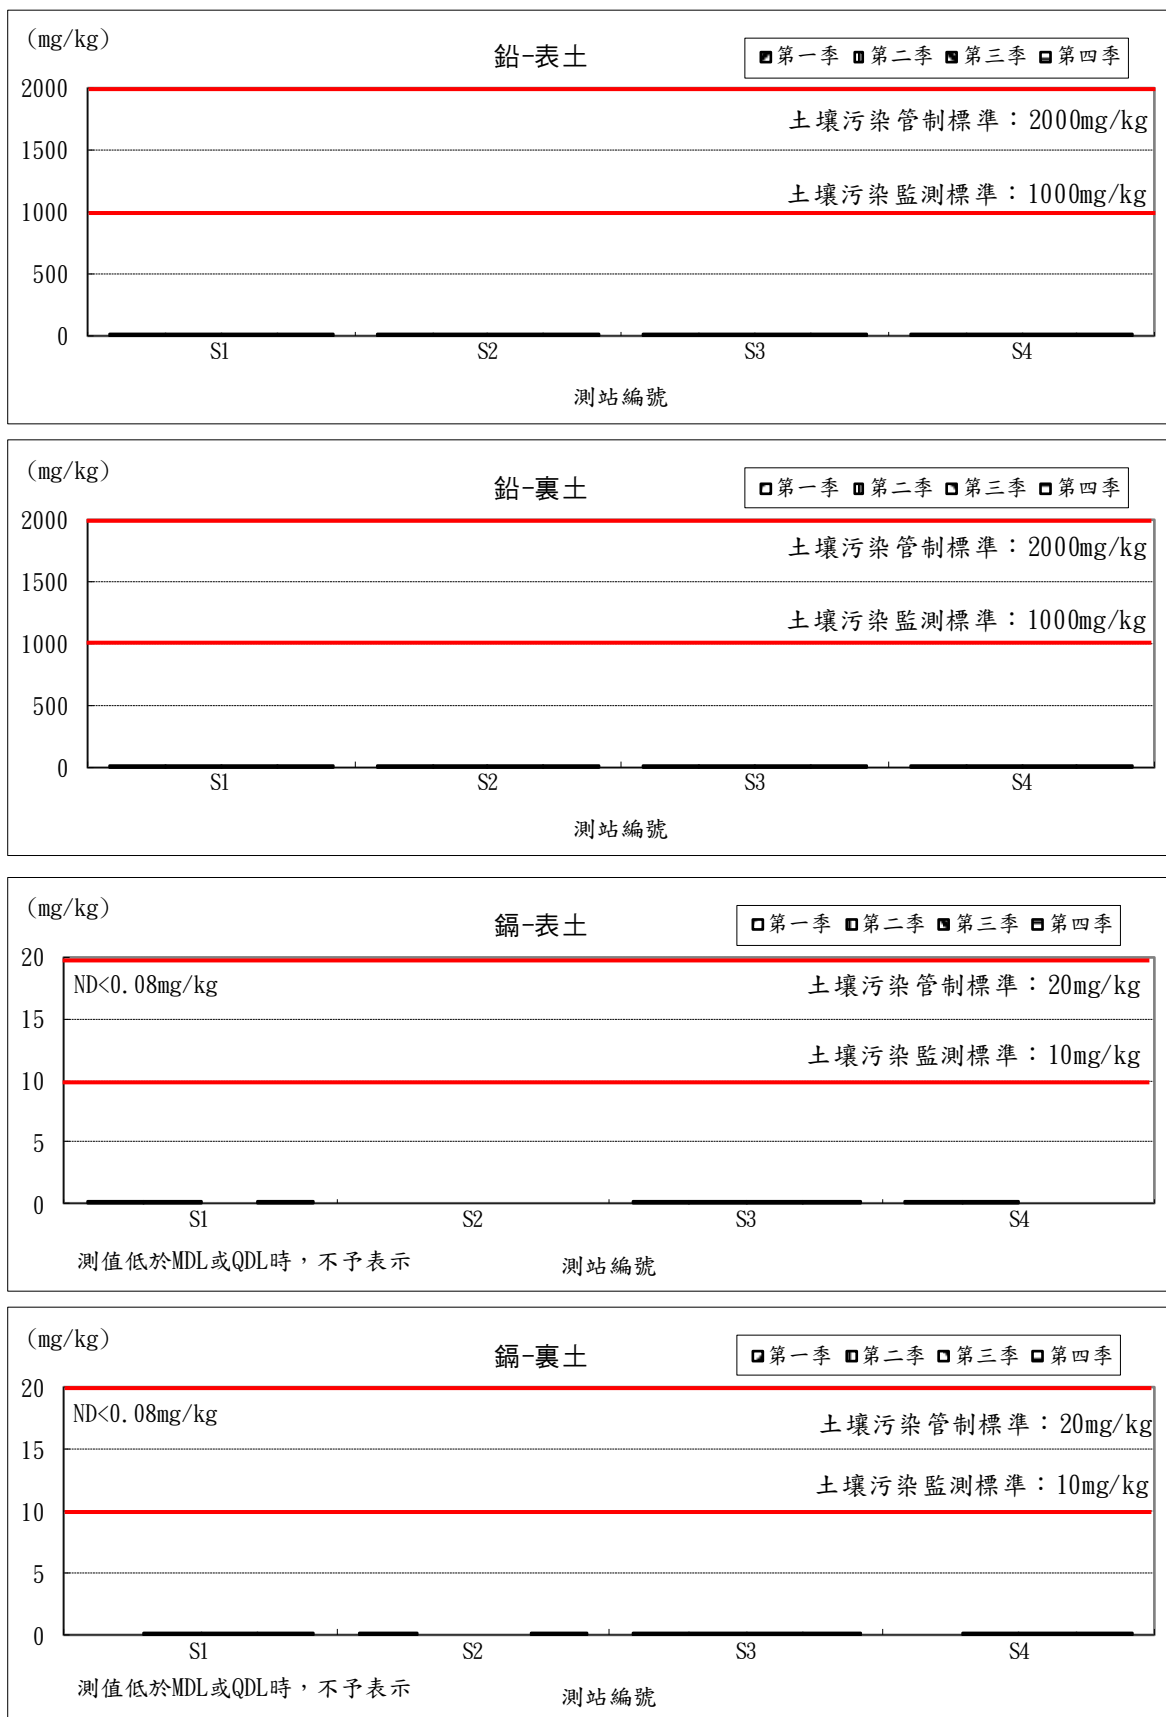 (mg/kg)
鉛-表土
第一季 第二季 第三季 第四季
2000
土壤污染管制標準：2000mg/kg
1500
土壤污染監測標準：1000mg/kg
1000
500
0
S1 S2 S3 S4
測站編號
(mg/kg)
鉛-裏土
第一季 第二季 第三季 第四季
2000
土壤污染管制標準：2000mg/kg
1500
土壤污染監測標準：1000mg/kg
1000
500
0
S1 S2 S3 S4
測站編號
(mg/kg)
鎘-表土
第一季 第二季 第三季 第四季
20
ND<0.08mg/kg
土壤污染管制標準：20mg/kg
15
土壤污染監測標準：10mg/kg
10
5
0
S1 S2 S3 S4
測值低於MDL或QDL時，不予表示
測站編號
(mg/kg)
鎘-裏土
第一季 第二季 第三季 第四季
20
ND<0.08mg/kg
土壤污染管制標準：20mg/kg
15
土壤污染監測標準：10mg/kg
10
5
0
S1 S2 S3 S4
測值低於MDL或QDL時，不予表示
測站編號